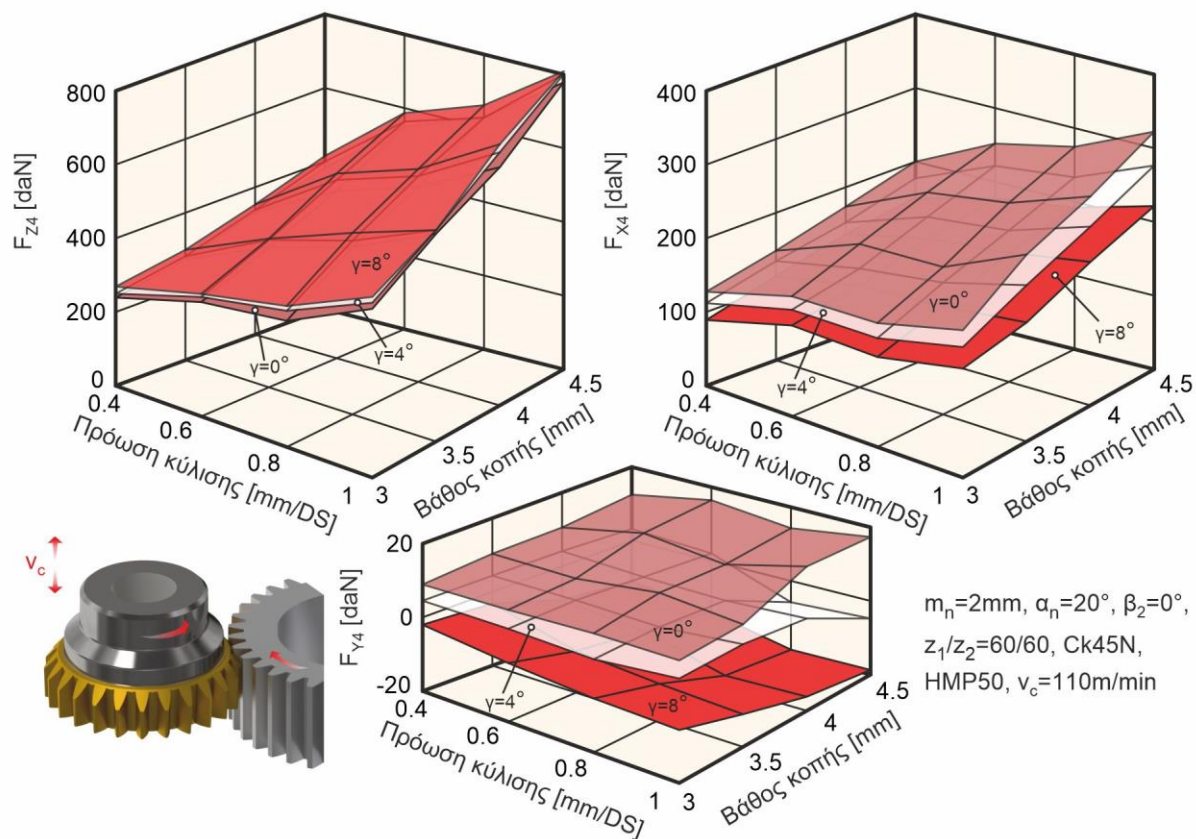 800
600
400
200
0
F_Z4 [daN]
γ=8°
γ=0°
γ=4°
0.4
0.6
0.8
1
Πρόωση κύλισης [mm/DS]
3
3.5
4
4.5
Βάθος κοπής [mm]
400
300
200
100
0
F_X4 [daN]
γ=0°
γ=8°
γ=4°
0.4
0.6
0.8
1
Πρόωση κύλισης [mm/DS]
3
3.5
4
4.5
Βάθος κοπής [mm]
v_c
20
0
-20
F_Y4 [daN]
γ=0°
γ=4°
γ=8°
0.4
0.6
0.8
1
Πρόωση κύλισης [mm/DS]
3
3.5
4
4.5
Βάθος κοπής [mm]
m_n=2mm, α_n=20°, β_2=0°,
z_1/z_2=60/60, Ck45N,
HMP50, v_c=110m/min